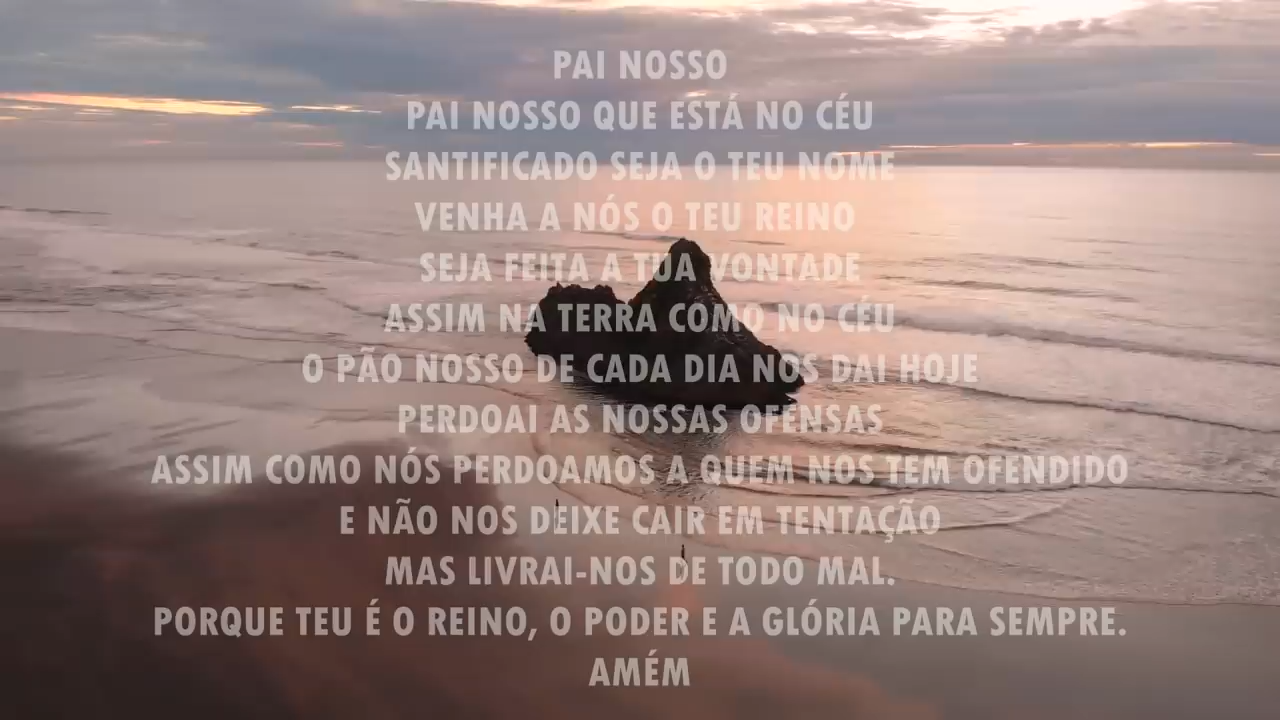 PAI NOSSO
PAI NOSSO QUE ESTÁ NO CÉU
SANTIFICADO SEJA O TEU NOME
VENHA A NÓS O TEU REINO
SEJA FEITA A TUA VONTADE
ASSIM NA TERRA COMO NO CÉU
O PÃO NOSSO DE CADA DIA NOS DAI HOJE
PERDOAI AS NOSSAS OFENSAS
ASSIM COMO NÓS PERDOAMOS A QUEM NOS TEM OFENDIDO
E NÃO NOS DEIXE CAIR EM TENTAÇÃO
MAS LIVRAI-NOS DE TODO MAL.
PORQUE TEU É O REINO, O PODER E A GLÓRIA PARA SEMPRE.
AMÉM